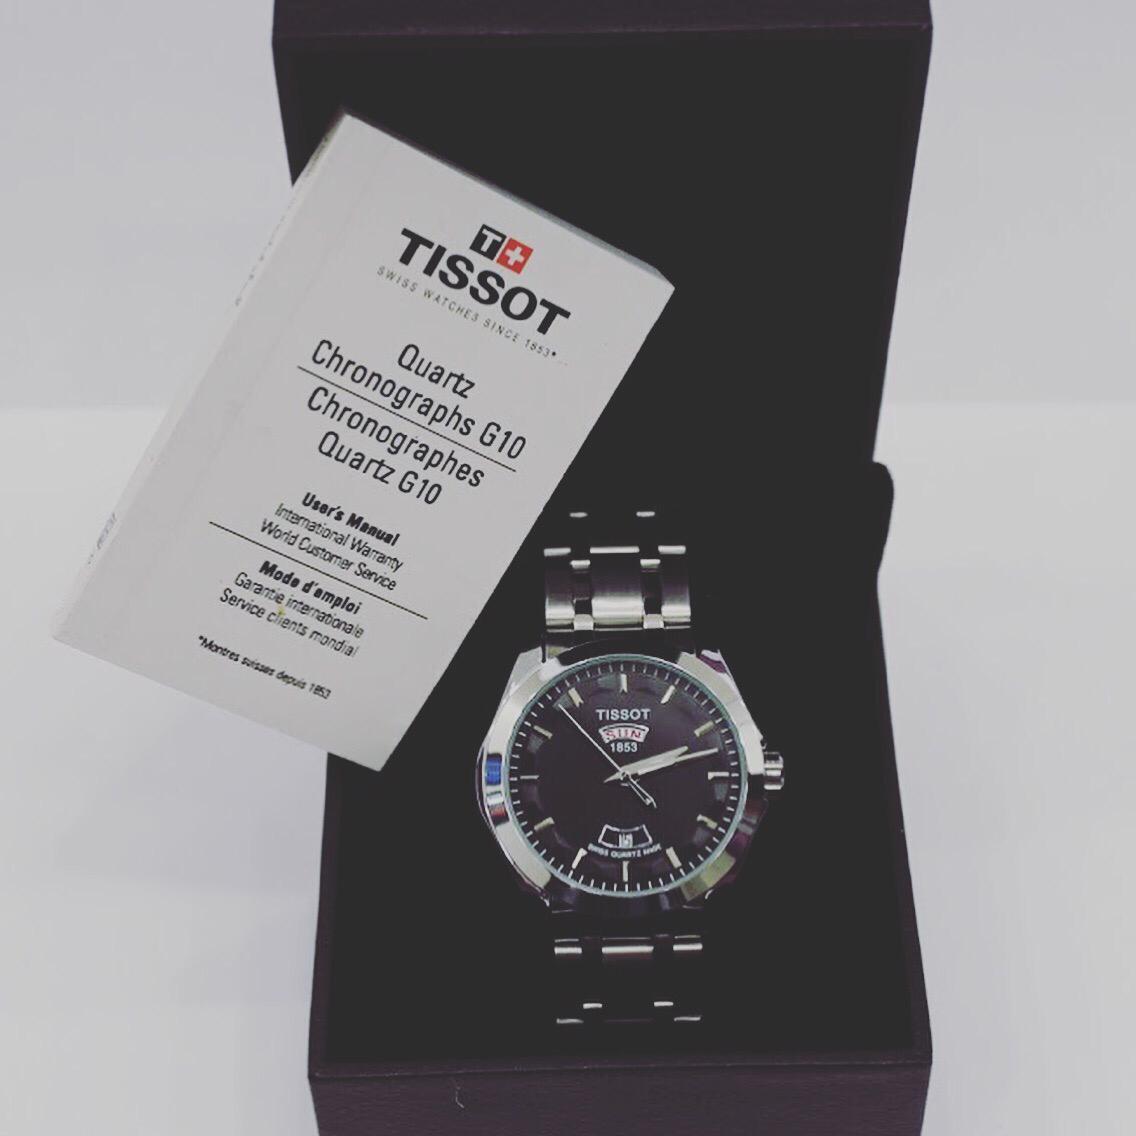 T+
TISSOT
SWISS WATCHES SINCE 1853*
Quartz
Chronographs G10
Chronographes
Quartz G10
User's Manual
International Warranty
World Customer Service
Mode d'emploi
Garantie internationale
Service clients mondial
*Montres suisses depuis 1853
TISSOT
SUN
1853
SWISS QUARTZ MADE